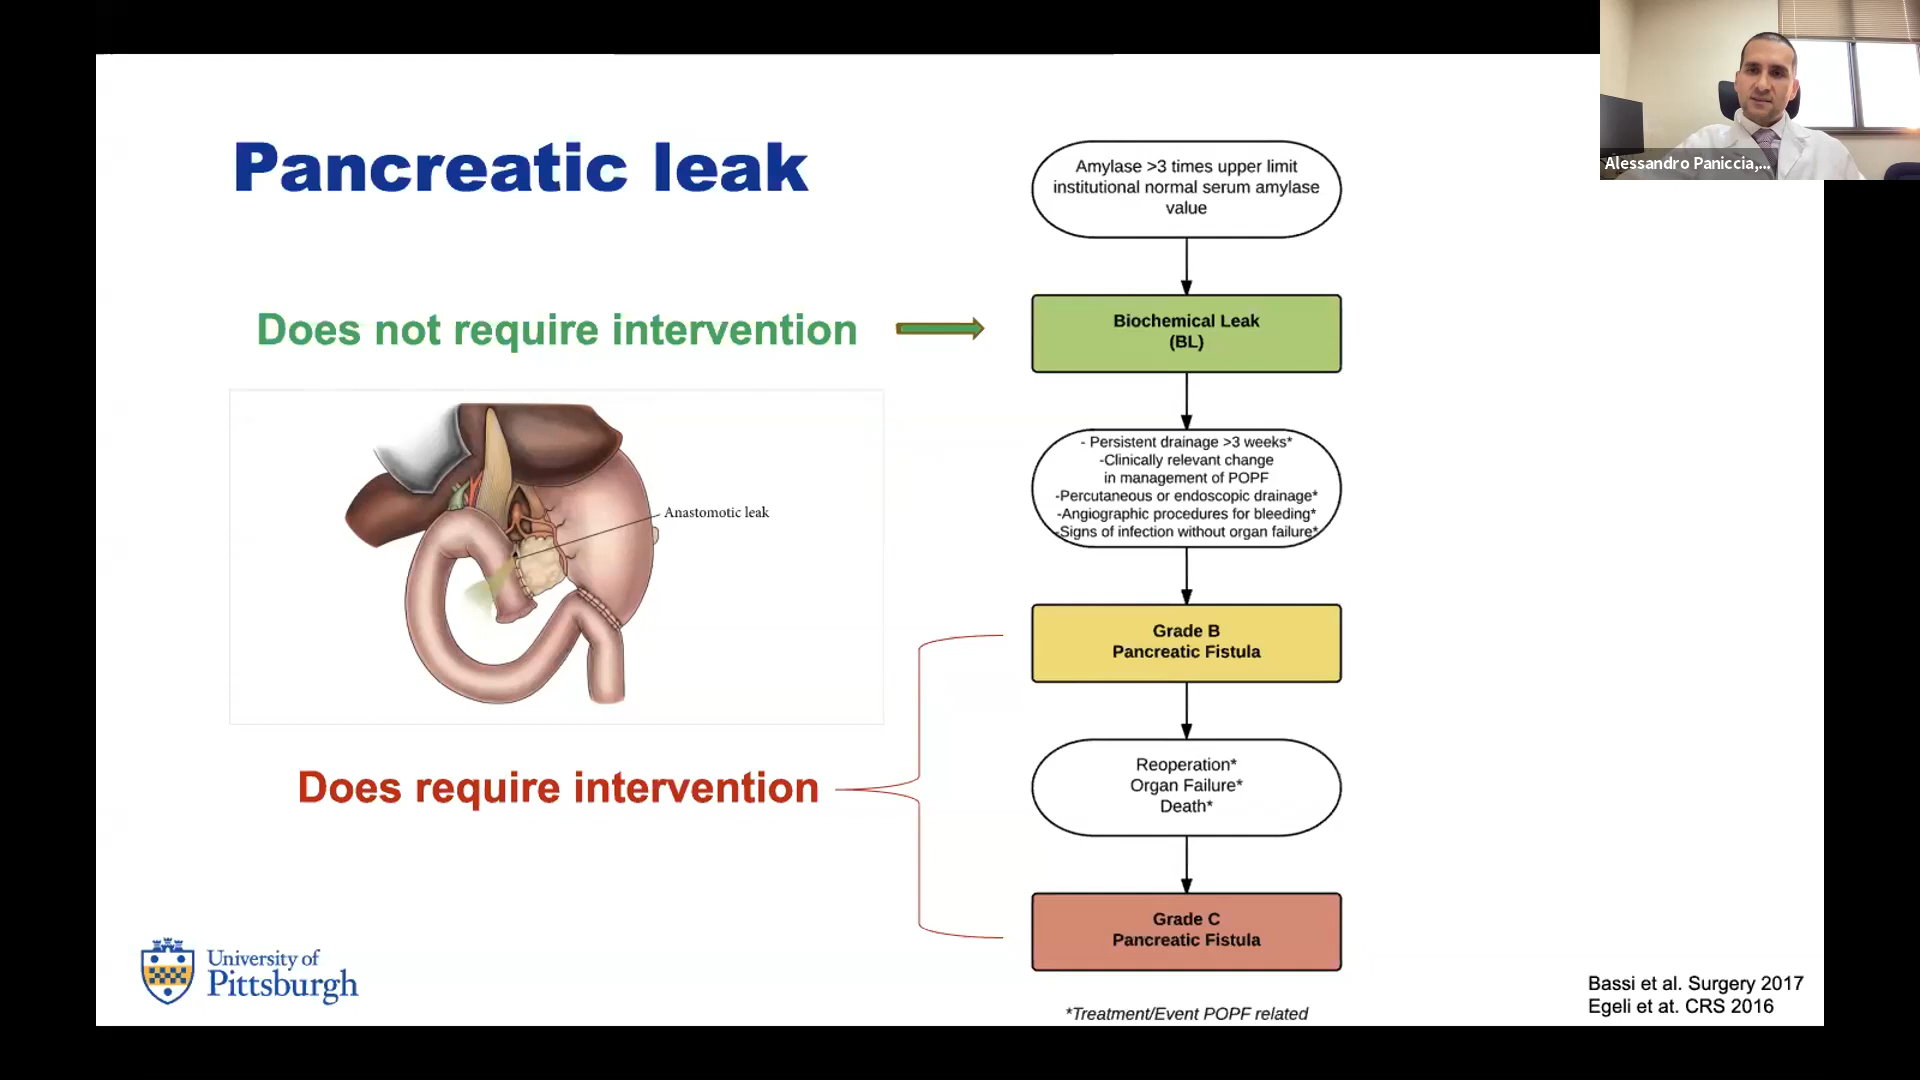 Alessandro Paniccia,...
Pancreatic leak
Does not require intervention
Anastomotic leak
Does require intervention
Amylase >3 times upper limit
institutional normal serum amylase
value
Biochemical Leak
(BL)
- Persistent drainage >3 weeks*
-Clinically relevant change
in management of POPF
-Percutaneous or endoscopic drainage*
-Angiographic procedures for bleeding*
-Signs of infection without organ failure*
Grade B
Pancreatic Fistula
Reoperation*
Organ Failure*
Death*
Grade C
Pancreatic Fistula
*Treatment/Event POPF related
University of
Pittsburgh
Bassi et al. Surgery 2017
Egeli et at. CRS 2016